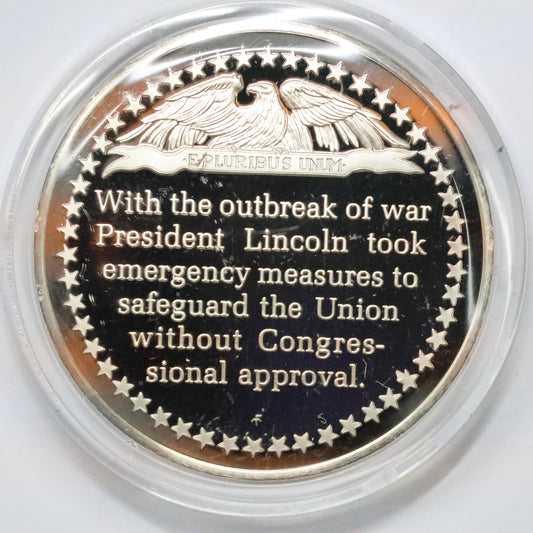 ·E PLURIBUS UNUM·
With the outbreak of war
President Lincoln took
emergency measures to
safeguard the Union
without Congres-
sional approval.